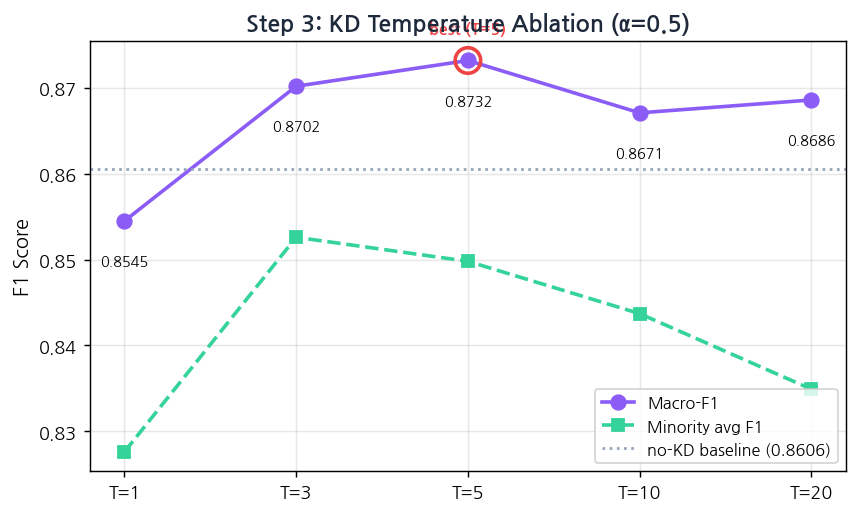 Step 3: KD Temperature Ablation (α=0.5)
best (T=5)
F1 Score
0.87
0.86
0.85
0.84
0.83
0.8545
0.8702
0.8732
0.8671
0.8686
Macro-F1
Minority avg F1
no-KD baseline (0.8606)
T=1
T=3
T=5
T=10
T=20